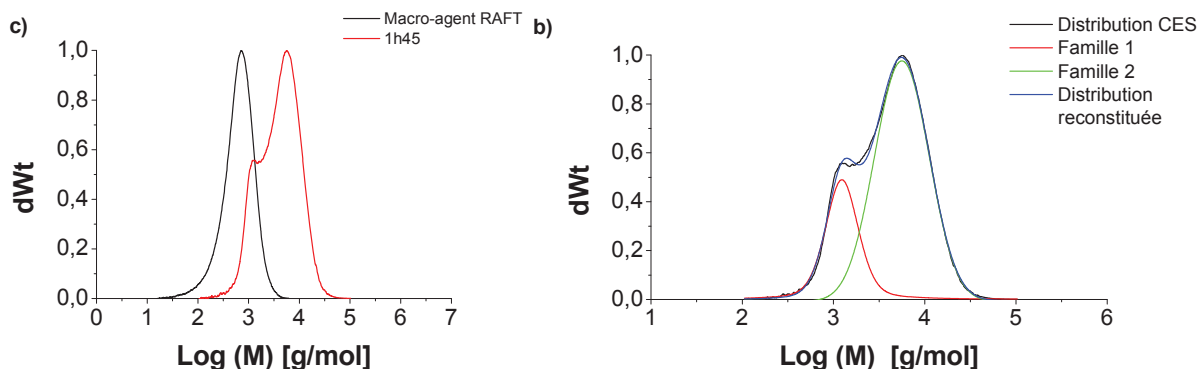 c)
Macro-agent RAFT
1h45
1,0
0,8
0,6
0,4
0,2
0,0
dWt
0 1 2 3 4 5 6 7
Log (M) [g/mol]
b)
Distribution CES
Famille 1
Famille 2
Distribution
reconstituée
1,0
0,8
0,6
0,4
0,2
0,0
dWt
1 2 3 4 5 6
Log (M) [g/mol]